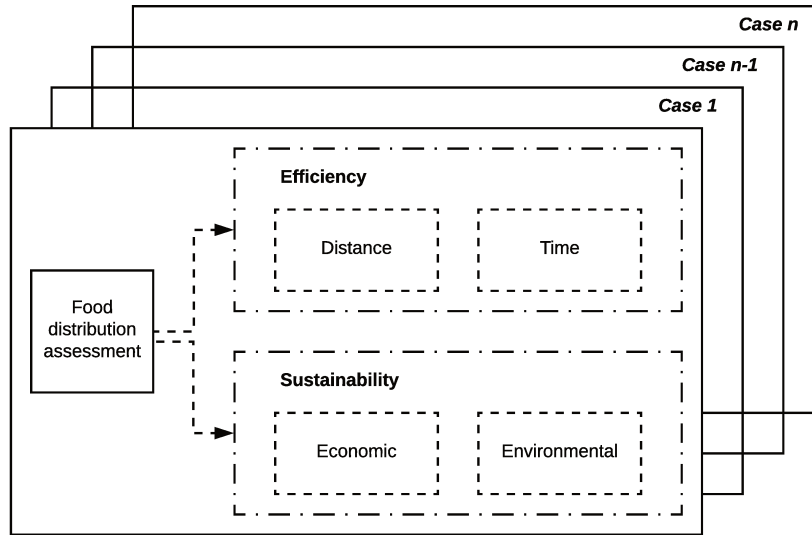 Case n
Case n-1
Case 1
Efficiency
Distance
Time
Food
distribution
assessment
Sustainability
Economic
Environmental